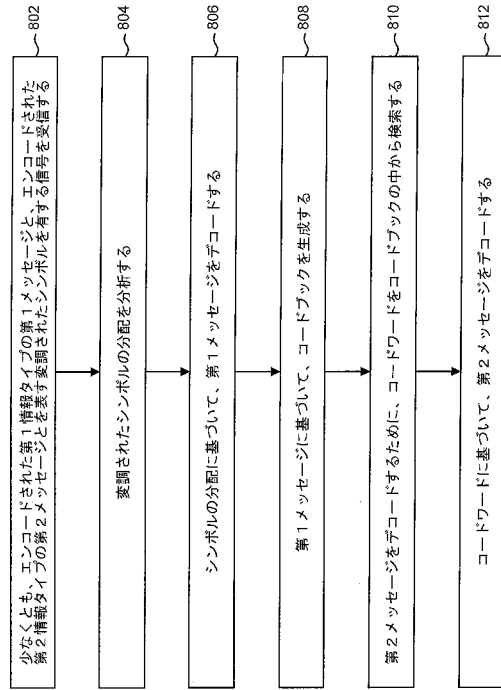 少なくとも、エンコードされた第1情報タイプの第1メッセージと、エンコードされた
第2情報タイプの第2メッセージとを表す変調されたシンボルを有する信号を受信する
802
変調されたシンボルの分配を分析する
804
シンボルの分配に基づいて、第1メッセージをデコードする
806
第1メッセージに基づいて、コードブックを生成する
808
第2メッセージをデコードするために、コードワードをコードブックの中から検索する
810
コードワードに基づいて、第2メッセージをデコードする
812